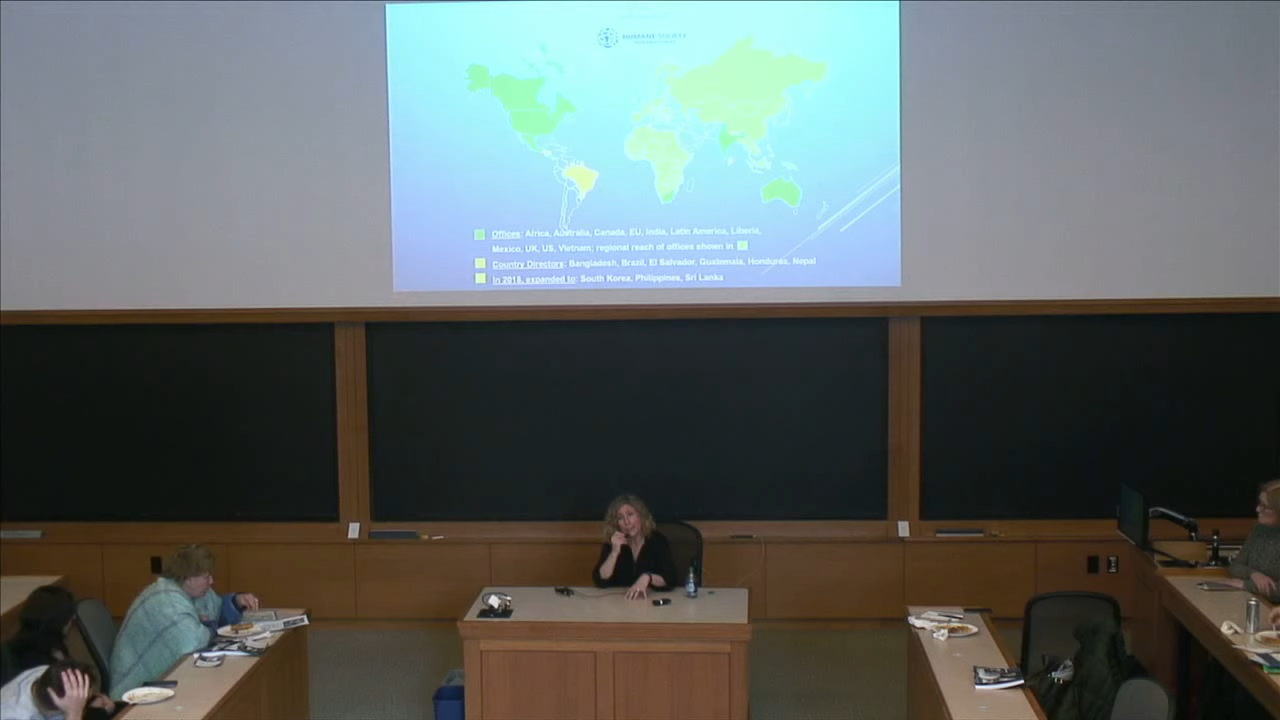 HUMANE SOCIETY
Offices: Africa, Australia, Canada, EU, India, Latin America, Liberia,
Mexico, UK, US, Vietnam; regional reach of offices shown in
Country Directors: Bangladesh, Brazil, El Salvador, Guatemala, Honduras, Nepal
In 2018, expanded to: South Korea, Philippines, Sri Lanka